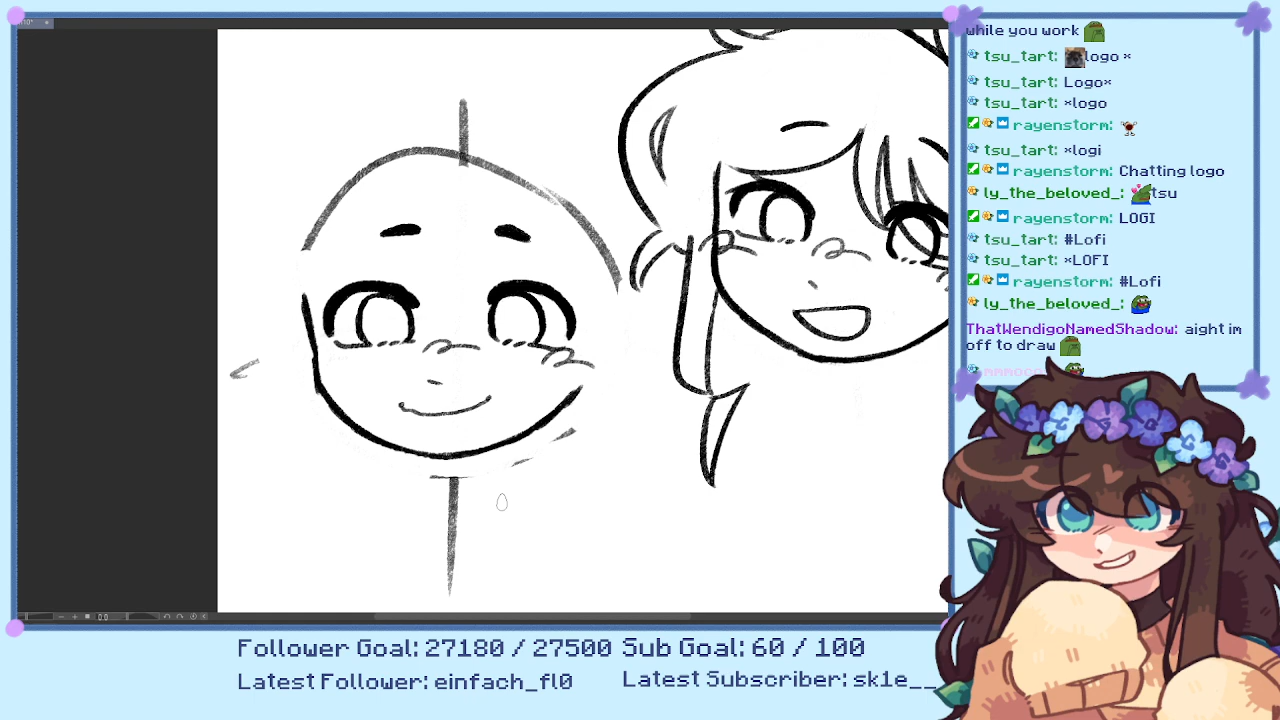 while you work
tsu_tart: logo *
tsu_tart: Logo*
tsu_tart: *logo
rayenstorm:
tsu_tart: *logi
rayenstorm: Chatting logo
ly_the_beloved_: tsu
rayenstorm: LOGI
tsu_tart: #Lofi
tsu_tart: *LOFI
rayenstorm: #Lofi
ly_the_beloved_:
ThatWendigoNamedShadow: aight im
off to draw
Follower Goal: 27180 / 27500 Sub Goal: 60 / 100
Latest Follower: einfach_fl0
Latest Subscriber: sk1e__